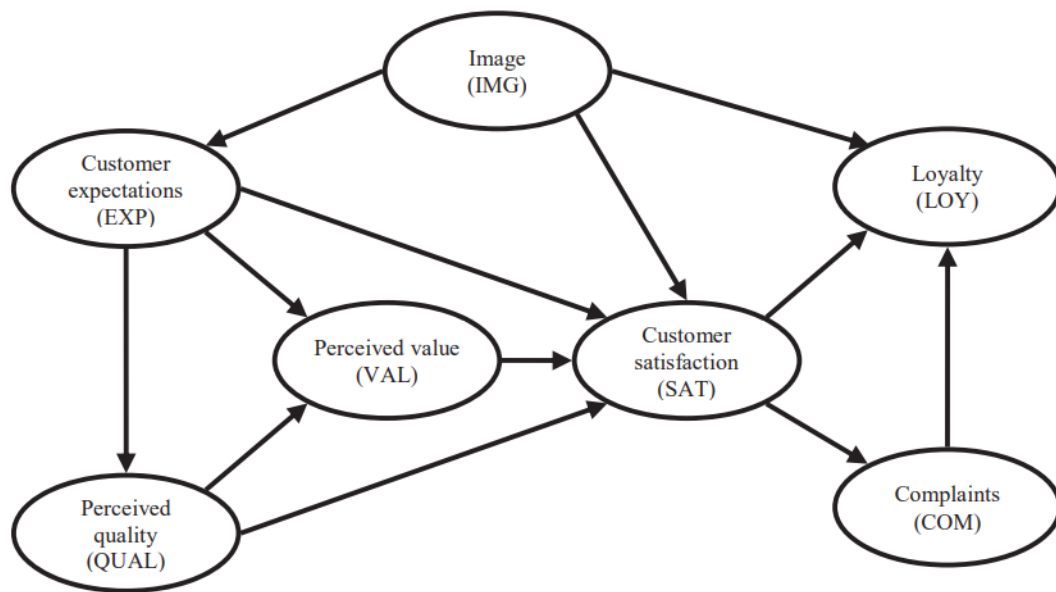 Image
(IMG)
Customer
expectations
(EXP)
Loyalty
(LOY)
Perceived value
(VAL)
Customer
satisfaction
(SAT)
Perceived
quality
(QUAL)
Complaints
(COM)